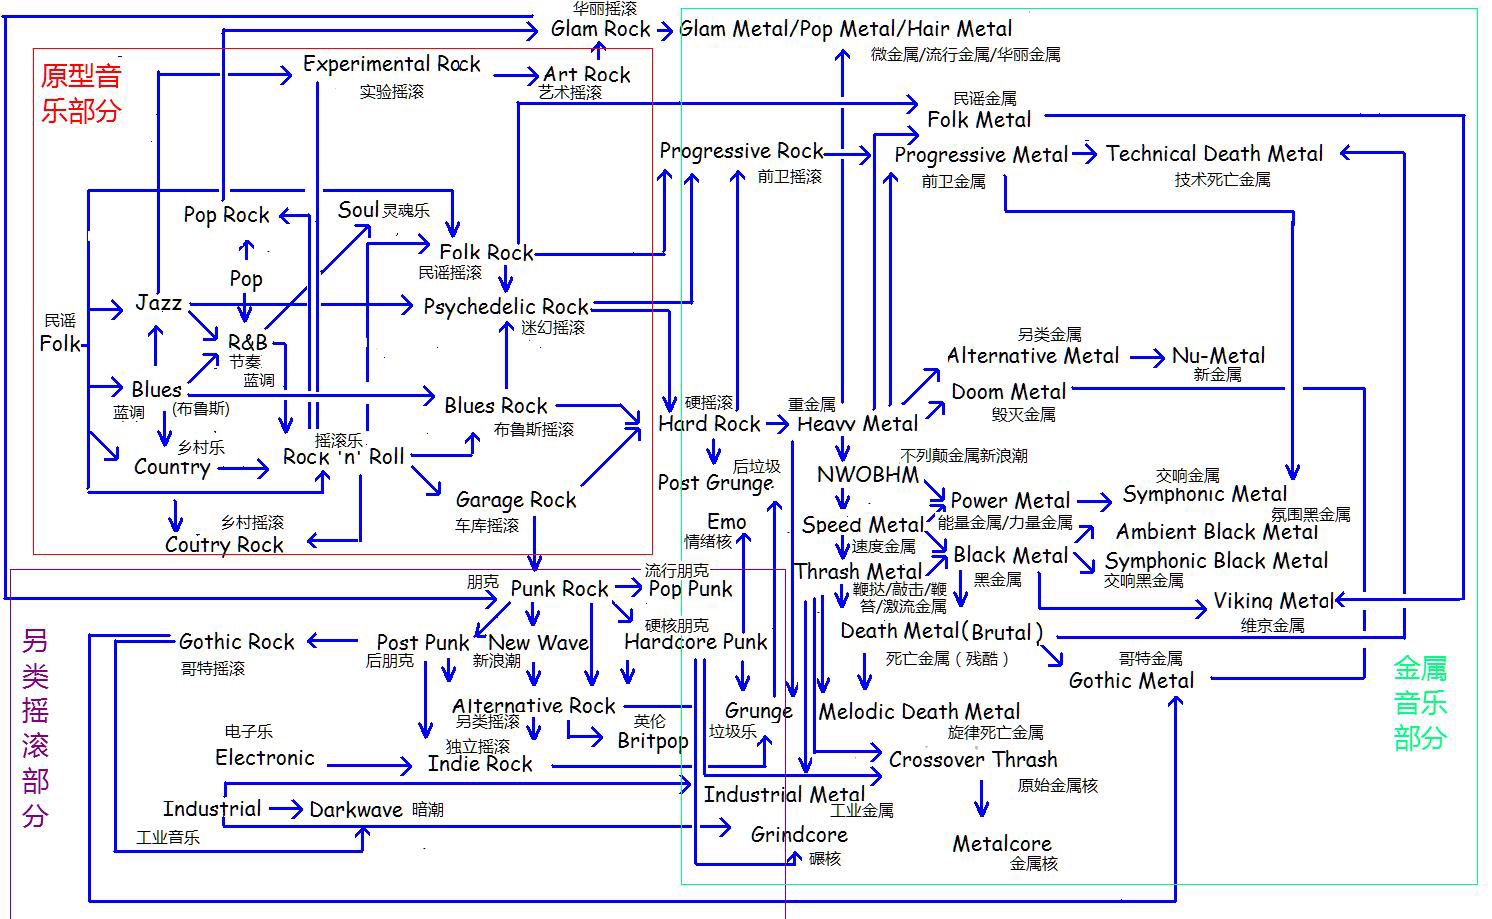 华丽摇滚
Glam Rock
Glam Metal/Pop Metal/Hair Metal
微金属/流行金属/华丽金属
原型音
乐部分
Experimental Rock
实验摇滚
Art Rock
艺术摇滚
民谣金属
Folk Metal
Progressive Rock
前卫摇滚
Progressive Metal
前卫金属
Technical Death Metal
技术死亡金属
Pop Rock
Soul 灵魂乐
Folk Rock
民谣摇滚
Pop
Jazz
Psychedelic Rock
迷幻摇滚
民谣
Folk
R&B
节奏
蓝调
Blues
蓝调
(布鲁斯)
Blues Rock
布鲁斯摇滚
另类金属
Alternative Metal
Nu-Metal
新金属
Doom Metal
毁灭金属
硬摇滚
Hard Rock
重金属
Heavy Metal
乡村乐
Country
摇滚乐
Rock 'n' Roll
后垃圾
Post Grunge
不列颠金属新浪潮
NWOBHM
交响金属
Symphonic Metal
Garage Rock
车库摇滚
Power Metal
能量金属/力量金属
氛围黑金属
Ambient Black Metal
Emo
情绪核
Speed Metal
速度金属
乡村摇滚
Coutry Rock
Black Metal
黑金属
Symphonic Black Metal
交响黑金属
Thrash Metal
鞭挞/敲击/鞭
笞/激流金属
朋克
Punk Rock
流行朋克
Pop Punk
Viking Metal
维京金属
另
类
摇
滚
部
分
Gothic Rock
哥特摇滚
Post Punk
后朋克
New Wave
新浪潮
硬核朋克
Hardcore Punk
Death Metal(Brutal)
死亡金属（残酷）
哥特金属
Gothic Metal
金属
音乐
部分
Alternative Rock
另类摇滚
英伦
Britpop
Grunge
垃圾乐
Melodic Death Metal
旋律死亡金属
电子乐
Electronic
独立摇滚
Indie Rock
Crossover Thrash
原始金属核
Industrial
工业音乐
Darkwave 暗潮
Industrial Metal
工业金属
Grindcore
碾核
Metalcore
金属核